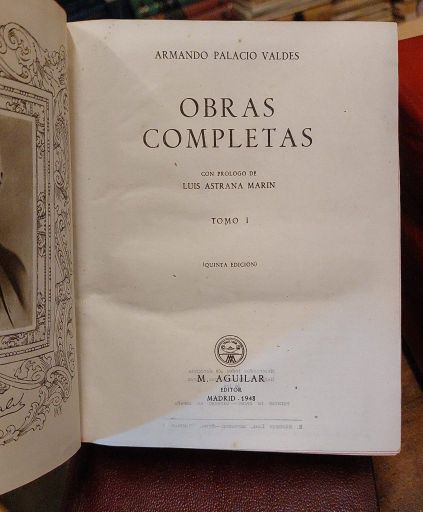 ARMANDO PALACIO VALDES
OBRAS
COMPLETAS
CON PROLOGO DE
LUIS ASTRANA MARIN
TOMO I
(QUINTA EDICION)
M. AGUILAR
EDITOR
MADRID - 1948